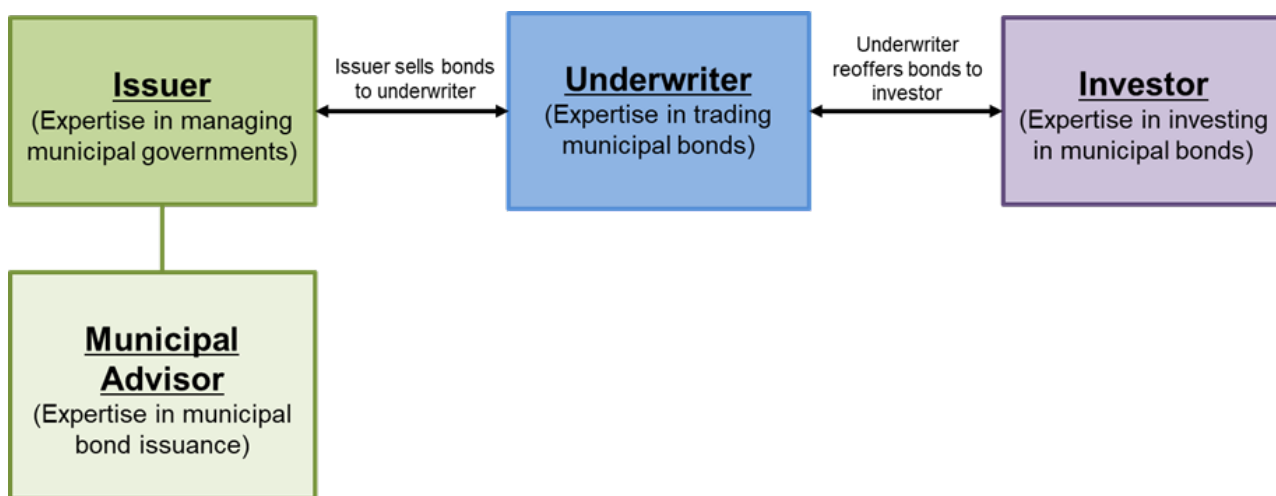 Issuer
(Expertise in managing
municipal governments)
Issuer sells bonds
to underwriter
Underwriter
(Expertise in trading
municipal bonds)
Underwriter
reoffers bonds to
investor
Investor
(Expertise in investing
in municipal bonds)
Municipal
Advisor
(Expertise in municipal
bond issuance)